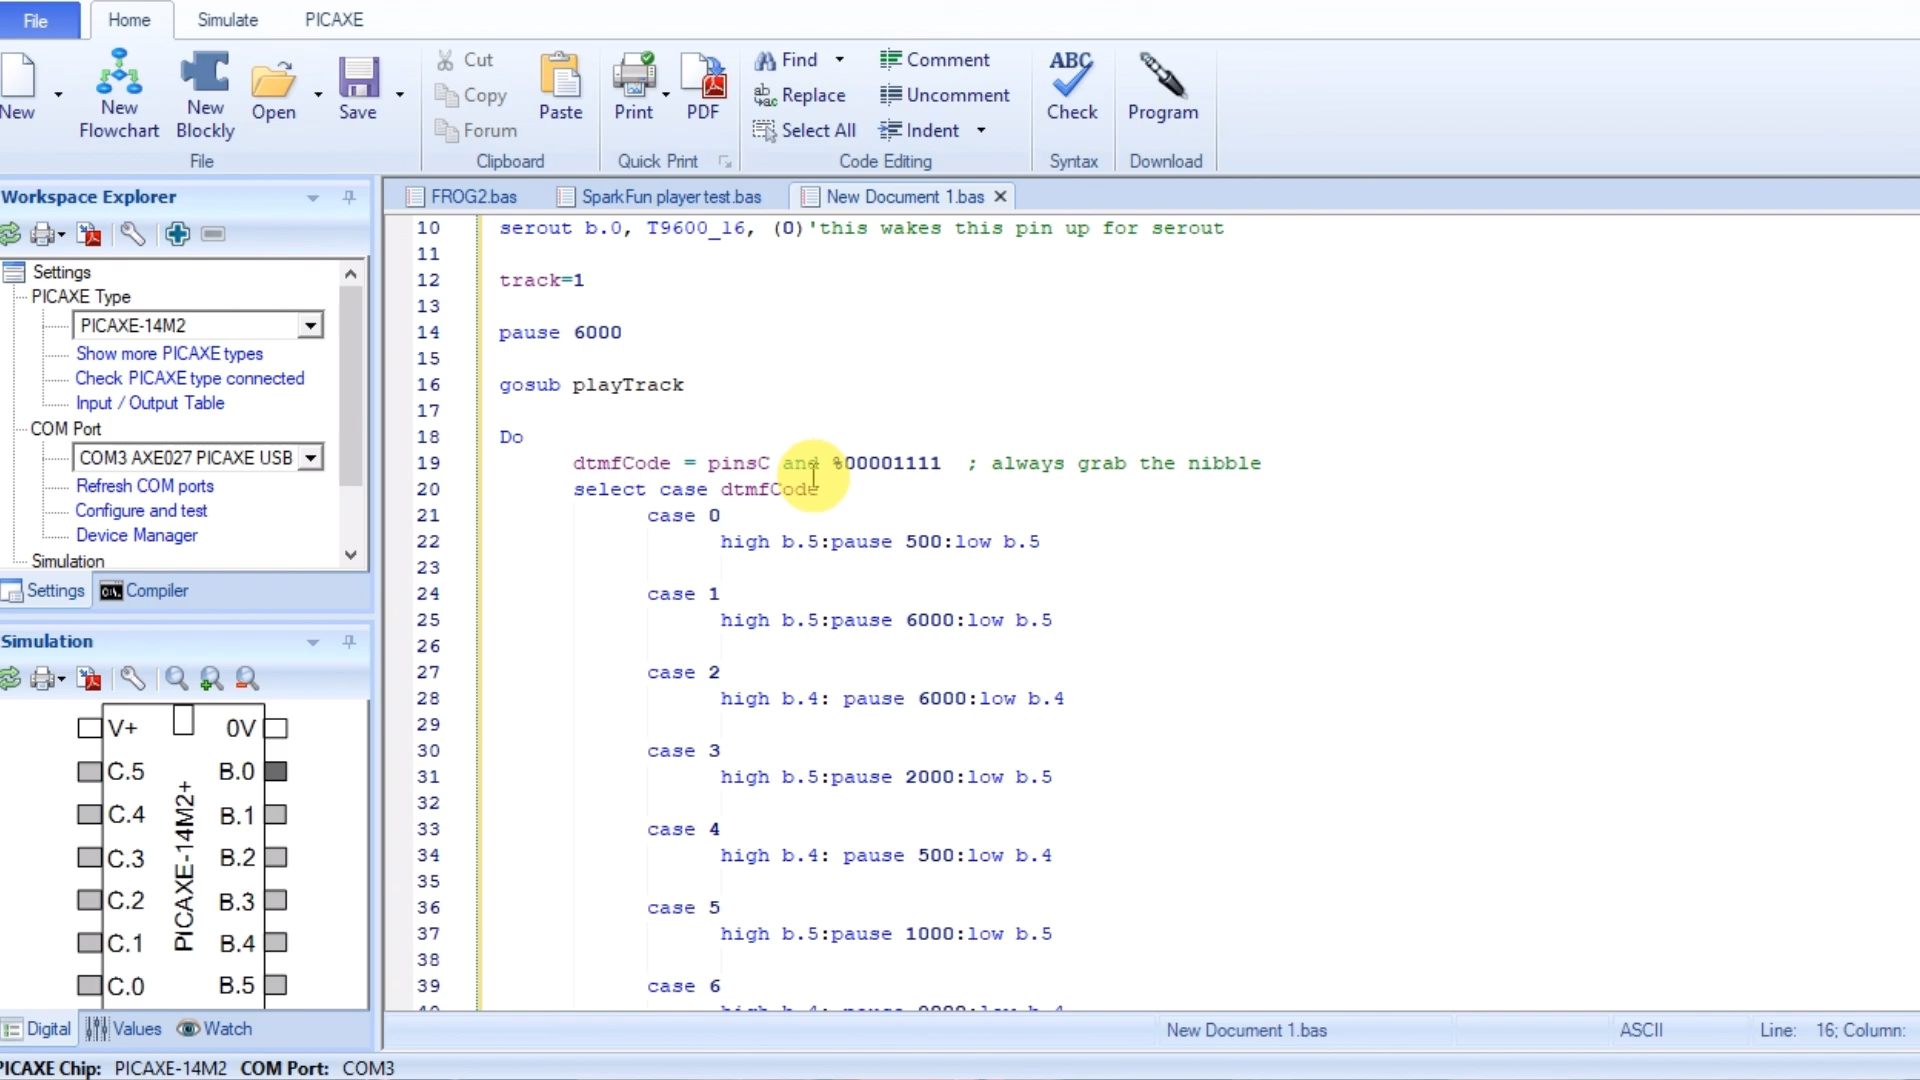 File Home Simulate PICAXE
New New Flowchart New Blockly Open Save Cut Copy Forum Paste Print PDF Find Replace Select All Comment Uncomment Indent ABC Check Program
File Clipboard Quick Print Code Editing Syntax Download
Workspace Explorer
Settings
PICAXE Type
PICAXE-14M2
Show more PICAXE types
Check PICAXE type connected
Input / Output Table
COM Port
COM3 AXE027 PICAXE USB
Refresh COM ports
Configure and test
Device Manager
Simulation
Settings Compiler
Simulation
V+ 0V
C.5 B.0
C.4 B.1
C.3 B.2
C.2 B.3
C.1 B.4
C.0 B.5
PICAXE-14M2+
Digital Values Watch
FROG2.bas SparkFun player test.bas New Document 1.bas
10 serout b.0, T9600_16, (0)'this wakes this pin up for serout
11
12 track=1
13
14 pause 6000
15
16 gosub playTrack
17
18 Do
19 dtmfCode = pinsC and %00001111 ; always grab the nibble
20 select case dtmfCode
21 case 0
22 high b.5:pause 500:low b.5
23
24 case 1
25 high b.5:pause 6000:low b.5
26
27 case 2
28 high b.4: pause 6000:low b.4
29
30 case 3
31 high b.5:pause 2000:low b.5
32
33 case 4
34 high b.4: pause 500:low b.4
35
36 case 5
37 high b.5:pause 1000:low b.5
38
39 case 6
New Document 1.bas ASCII Line: 16; Column:
PICAXE Chip: PICAXE-14M2 COM Port: COM3